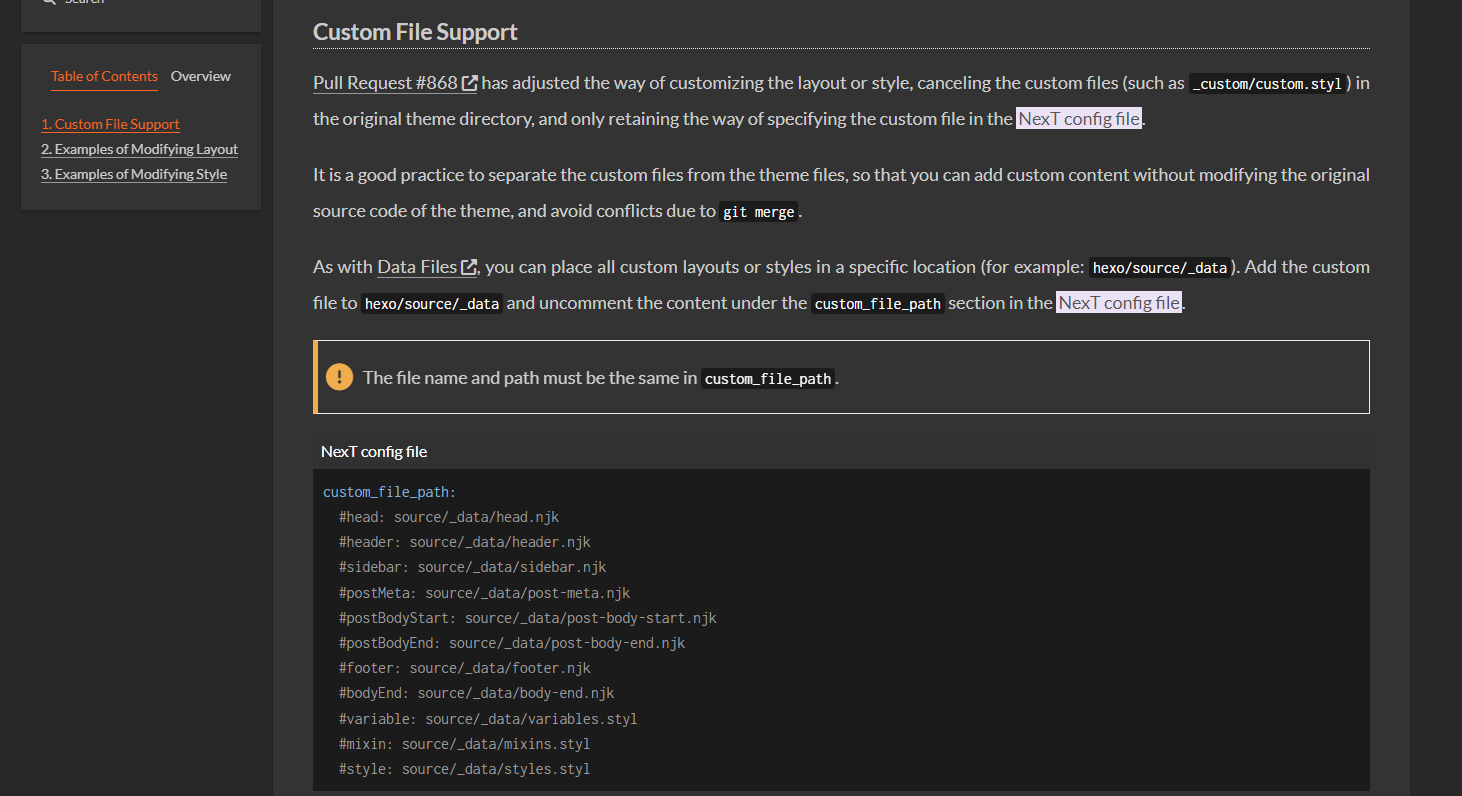 Search
Table of Contents Overview
1. Custom File Support
2. Examples of Modifying Layout
3. Examples of Modifying Style
Custom File Support
Pull Request #868 has adjusted the way of customizing the layout or style, canceling the custom files (such as _custom/custom.styl) in
the original theme directory, and only retaining the way of specifying the custom file in the NexT config file.
It is a good practice to separate the custom files from the theme files, so that you can add custom content without modifying the original
source code of the theme, and avoid conflicts due to git merge.
As with Data Files, you can place all custom layouts or styles in a specific location (for example: hexo/source/_data). Add the custom
file to hexo/source/_data and uncomment the content under the custom_file_path section in the NexT config file.
The file name and path must be the same in custom_file_path.
NexT config file
custom_file_path:
#head: source/_data/head.njk
#header: source/_data/header.njk
#sidebar: source/_data/sidebar.njk
#postMeta: source/_data/post-meta.njk
#postBodyStart: source/_data/post-body-start.njk
#postBodyEnd: source/_data/post-body-end.njk
#footer: source/_data/footer.njk
#bodyEnd: source/_data/body-end.njk
#variable: source/_data/variables.styl
#mixin: source/_data/mixins.styl
#style: source/_data/styles.styl